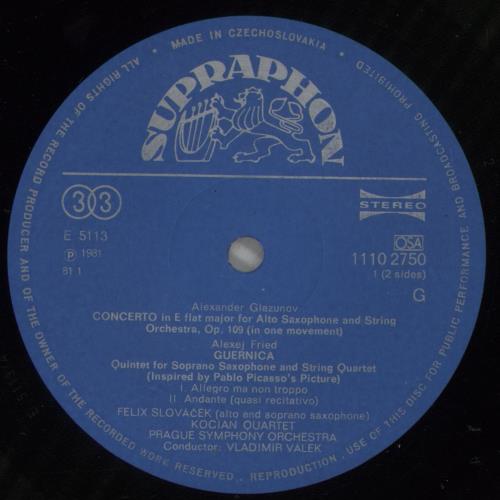 • MADE IN CZECHOSLOVAKIA •
ALL RIGHTS OF THE RECORD PRODUCER AND OF THE OWNER OF THE RECORDED WORK RESERVED . REPRODUCTION . USE OF THIS DISC FOR PUBLIC PERFORMANCE AND BROADCASTING PROHIBITED
SUPRAPHON
33
STEREO
E 5113
℗ 1981
81 1
OSA
1110 2750
I (2 sides)
G
Alexander Glezunov
CONCERTO in E flat major for Alto Saxophone and String
Orchestra, Op. 109 (in one movement)
Alexej Fried
GUERNICA
Quintet for Soprano Saxophone and String Quartet
(Inspired by Pablo Picasso's Picture)
I Allegro ma non troppo
II Andante (quasi recitativo)
FELIX SLOVÁČEK (alto end soprano saxophone)
KOCIAN QUARTET
PRAGUE SYMPHONY ORCHESTRA
Conductor: VLADIMÍR VÁLEK